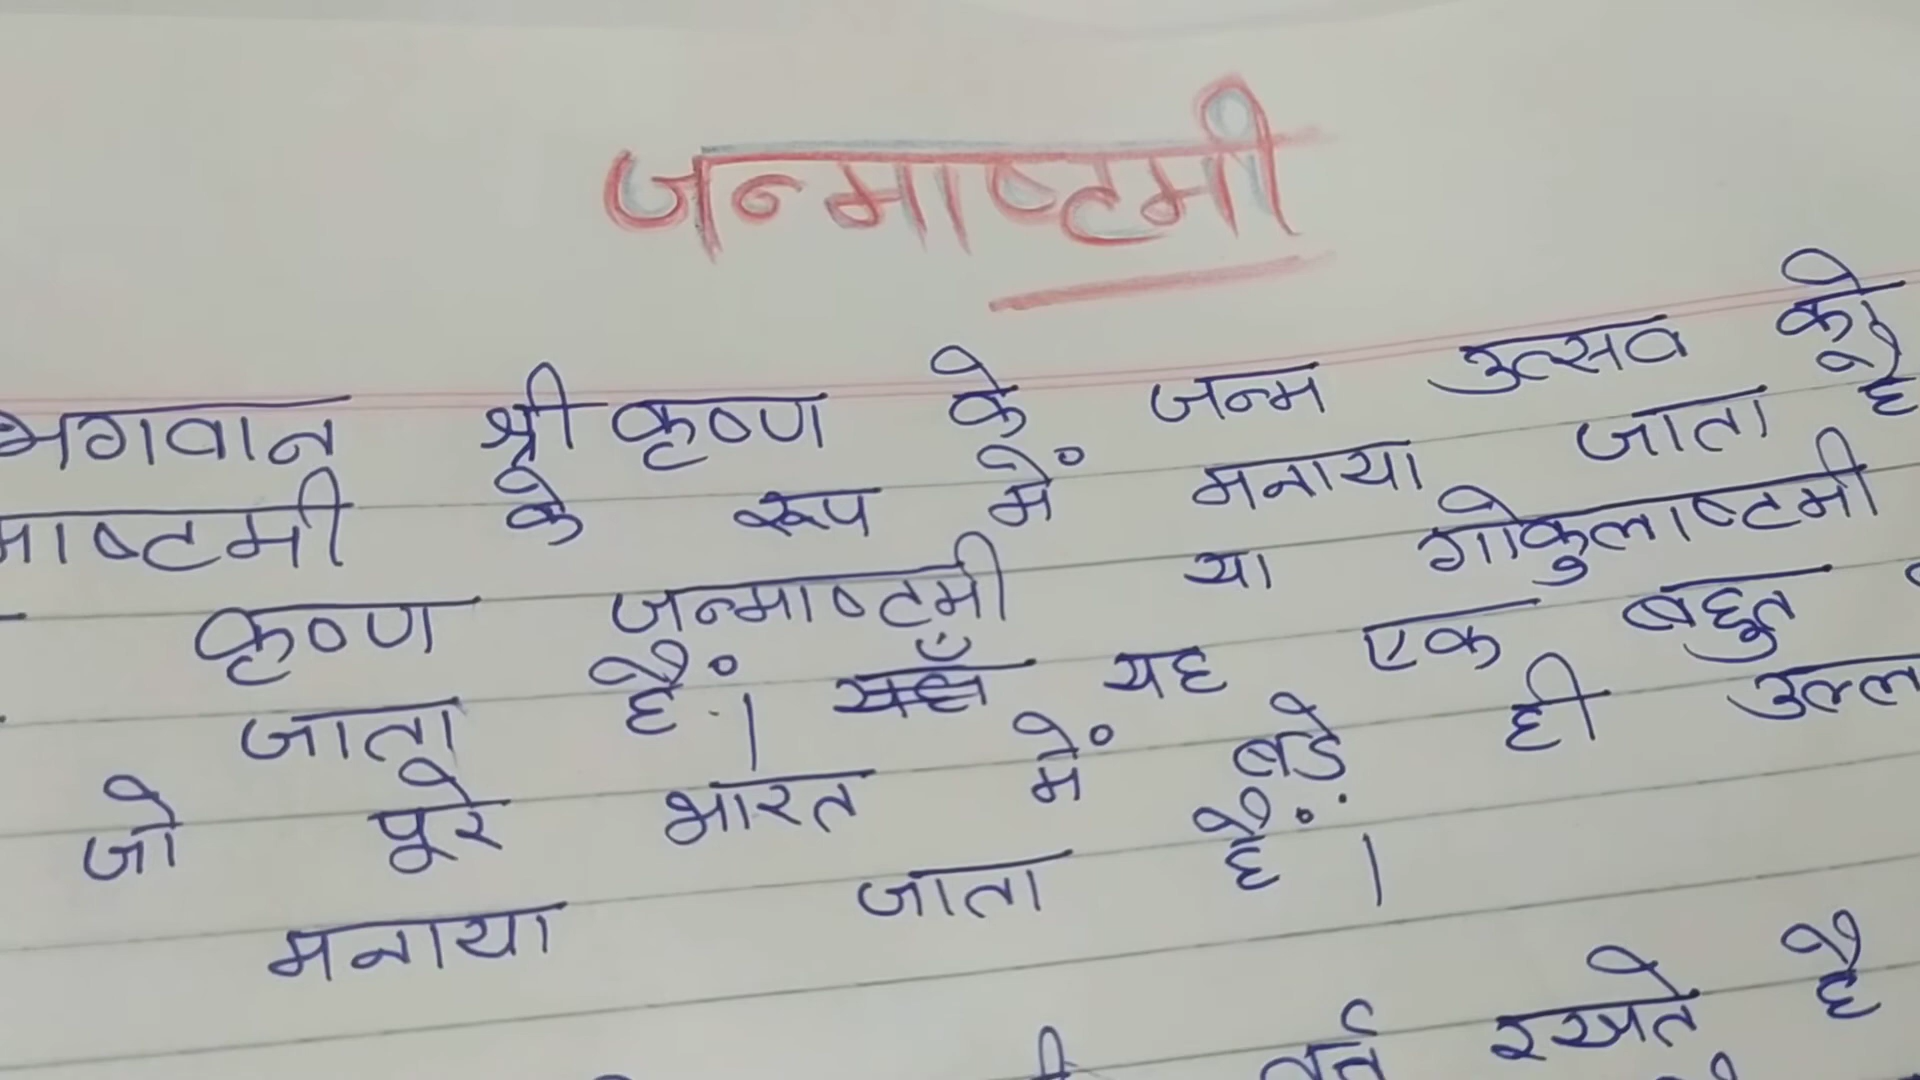 जन्माष्टमी
भगवान श्री कृष्ण के जन्म उत्सव को
माष्टमी के रूप में मनाया जाता है
कृष्ण जन्माष्टमी या गोकुलाष्टमी
जाता हैं। यह एक बहुत
जो पूरे भारत में बडे ही उल्ल
मनाया जाता हैं।
रखते है